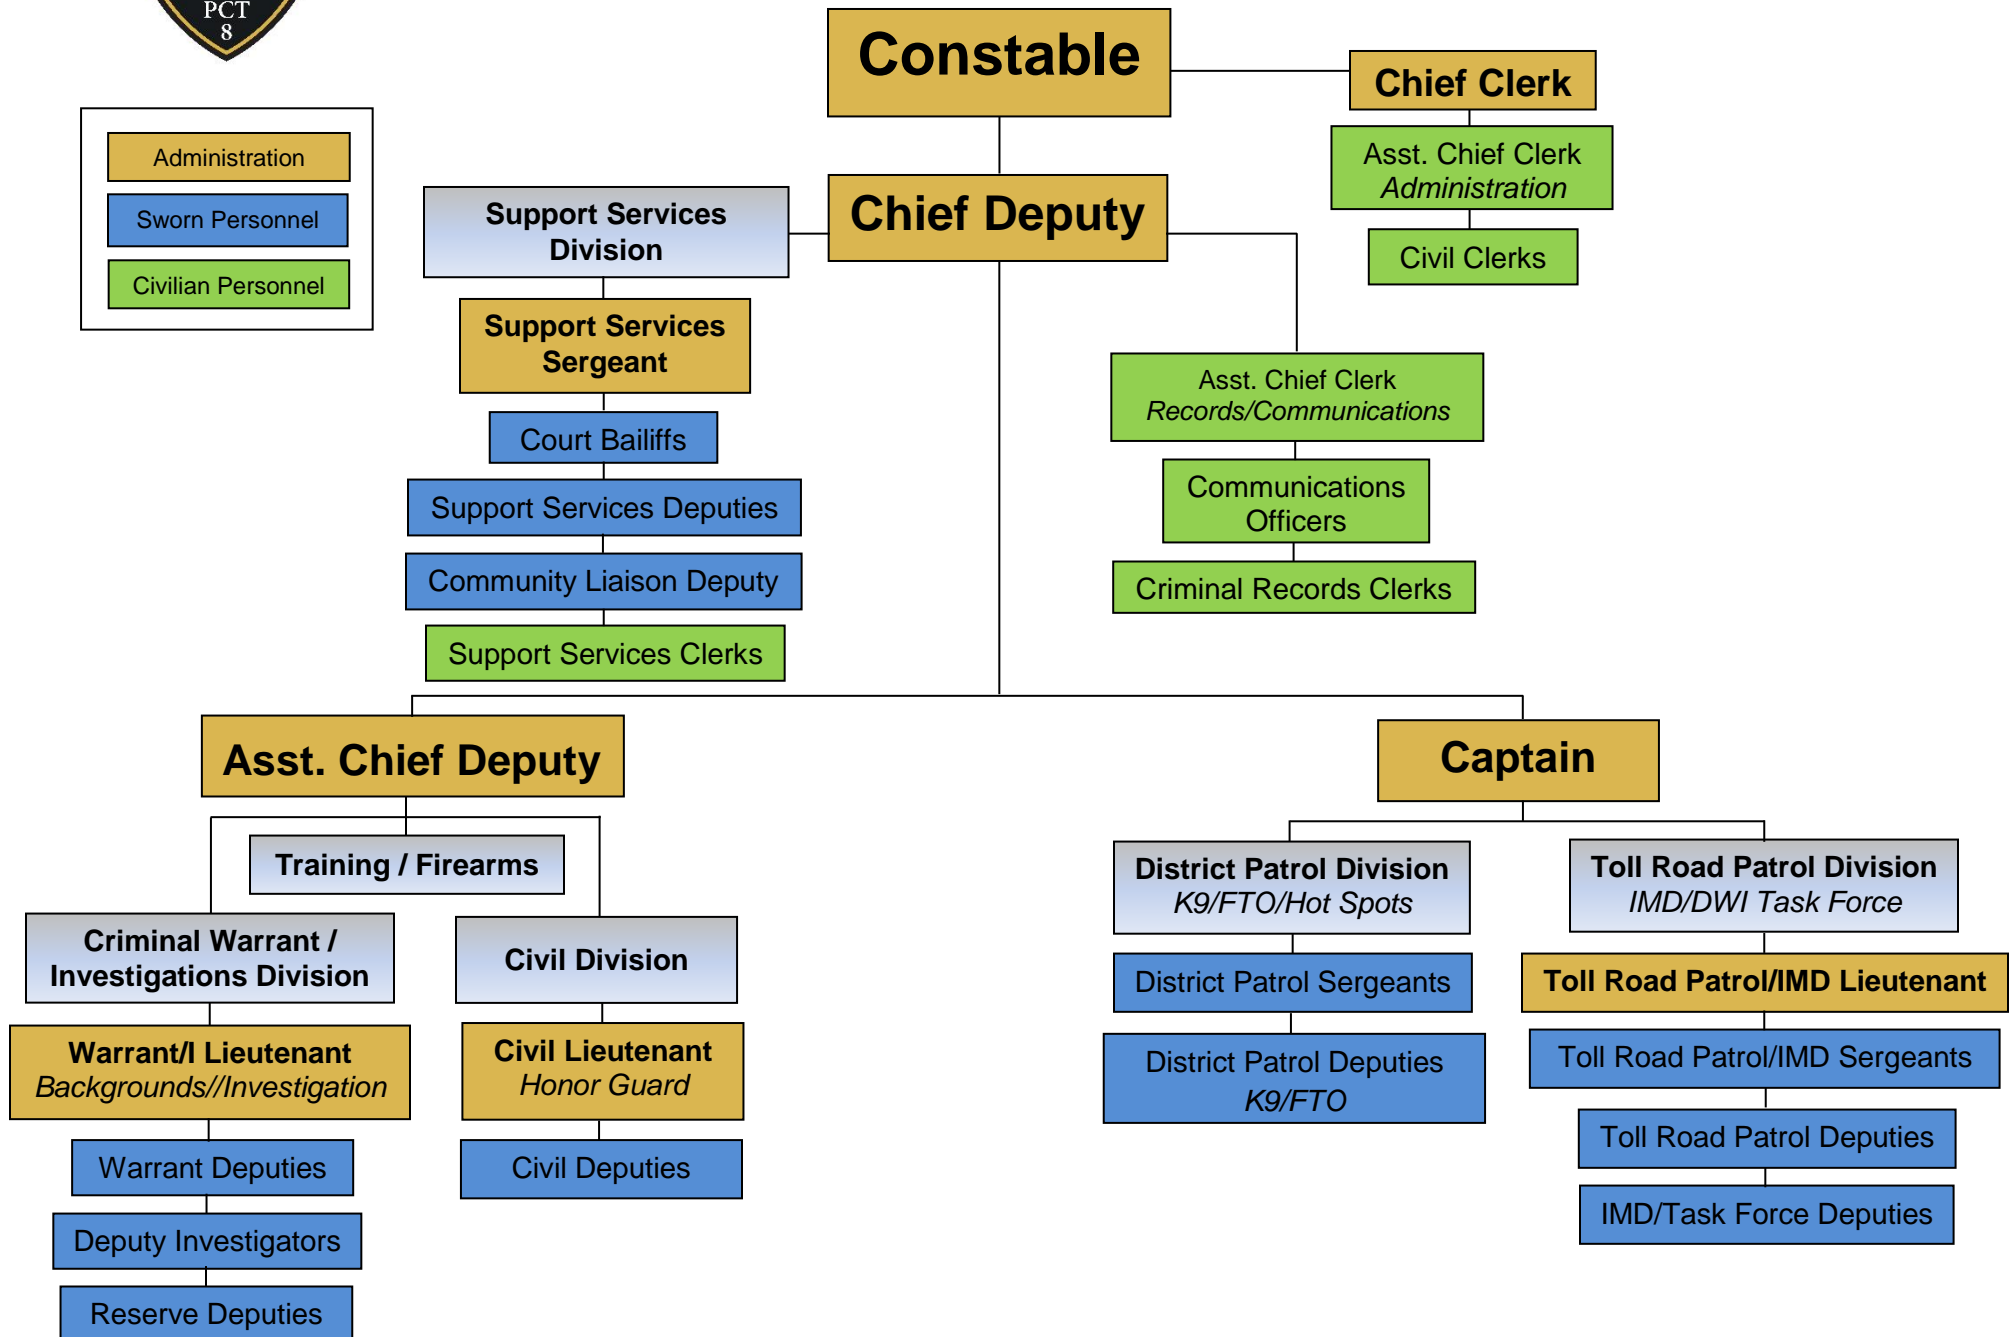 PCT
8
Constable
Chief Clerk
Administration
Sworn Personnel
Civilian Personnel
Asst. Chief Clerk
Administration
Civil Clerks
Support Services
Division
Chief Deputy
Support Services
Sergeant
Court Bailiffs
Support Services Deputies
Community Liaison Deputy
Support Services Clerks
Asst. Chief Clerk
Records/Communications
Communications
Officers
Criminal Records Clerks
Asst. Chief Deputy
Captain
Training / Firearms
Criminal Warrant /
Investigations Division
Warrant/I Lieutenant
Backgrounds//Investigation
Warrant Deputies
Deputy Investigators
Reserve Deputies
Civil Division
Civil Lieutenant
Honor Guard
Civil Deputies
District Patrol Division
K9/FTO/Hot Spots
District Patrol Sergeants
District Patrol Deputies
K9/FTO
Toll Road Patrol Division
IMD/DWI Task Force
Toll Road Patrol/IMD Lieutenant
Toll Road Patrol/IMD Sergeants
Toll Road Patrol Deputies
IMD/Task Force Deputies